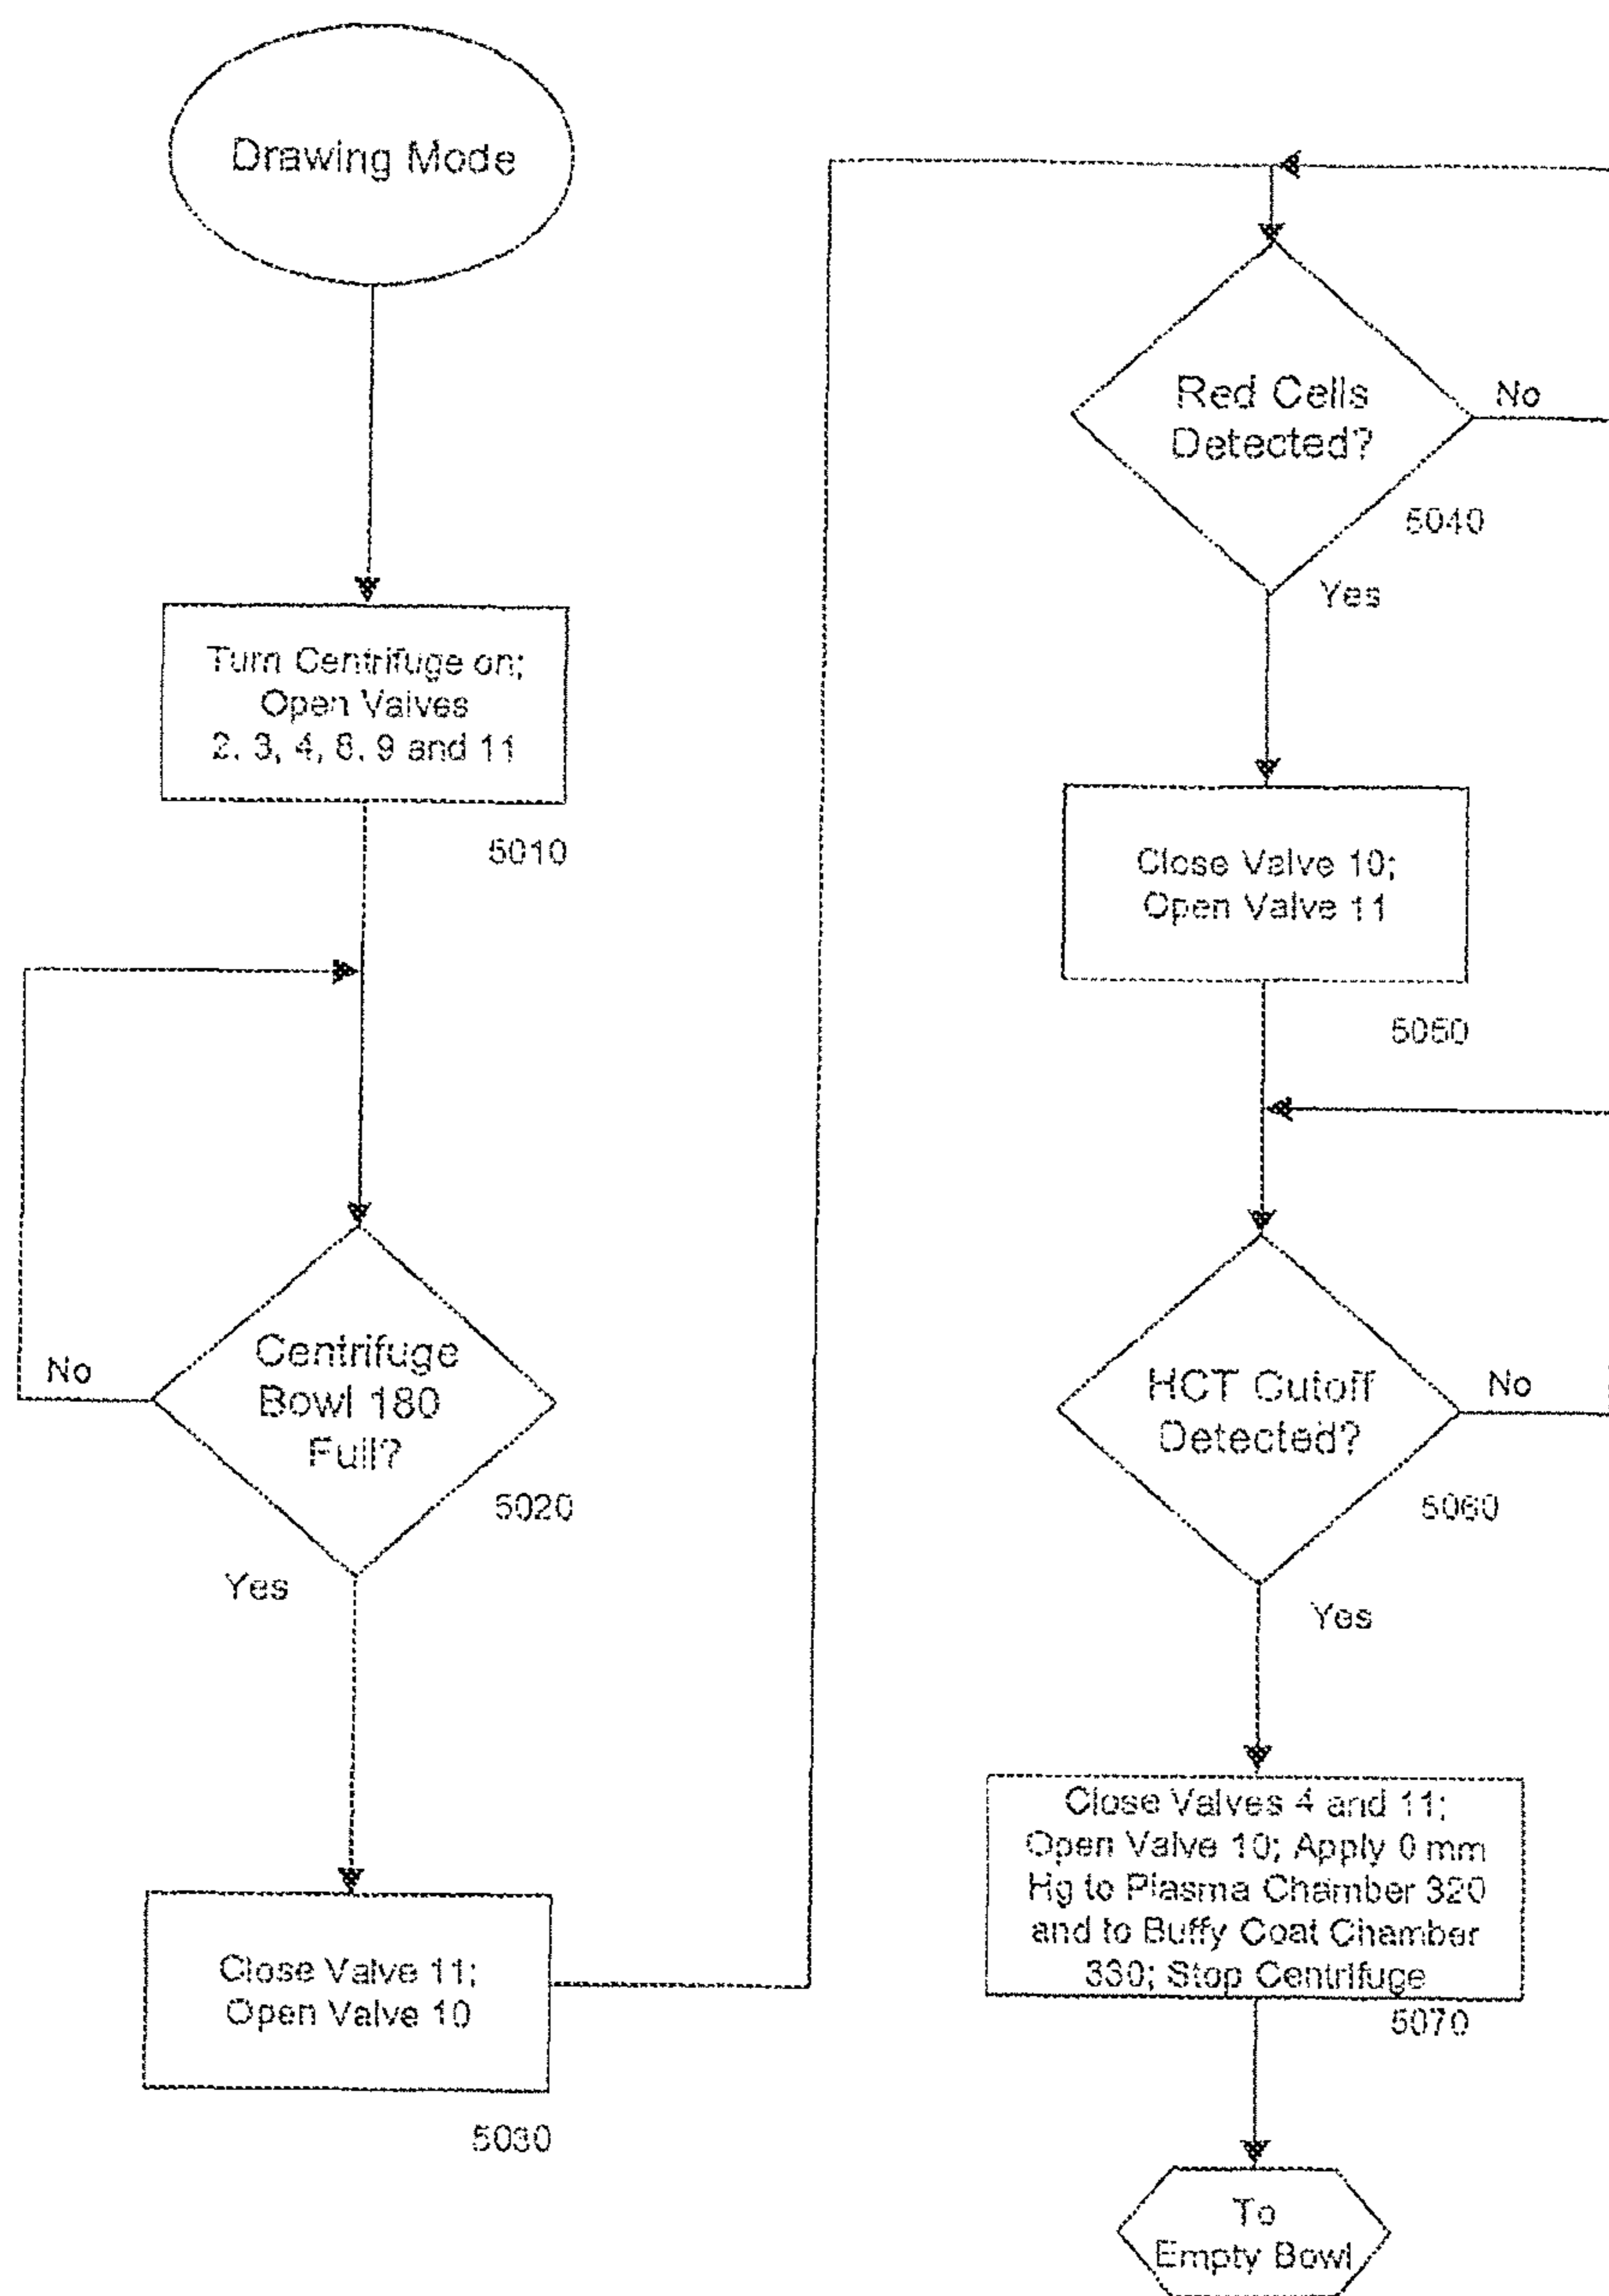 Drawing Mode
Turn Centrifuge on;
Open Valves
2, 3, 4, 8, 9 and 11
5010
No
Centrifuge
Bowl 180
Full?
5020
Yes
Close Valve 11;
Open Valve 10
5030
Red Cells
Detected?
No
5040
Yes
Close Valve 10;
Open Valve 11
5050
HCT Cutoff
Detected?
No
5060
Yes
Close Valves 4 and 11;
Open Valve 10; Apply 0 mm
Hg to Plasma Chamber 320
and to Buffy Coat Chamber
330; Stop Centrifuge
5070
To
Empty Bowl